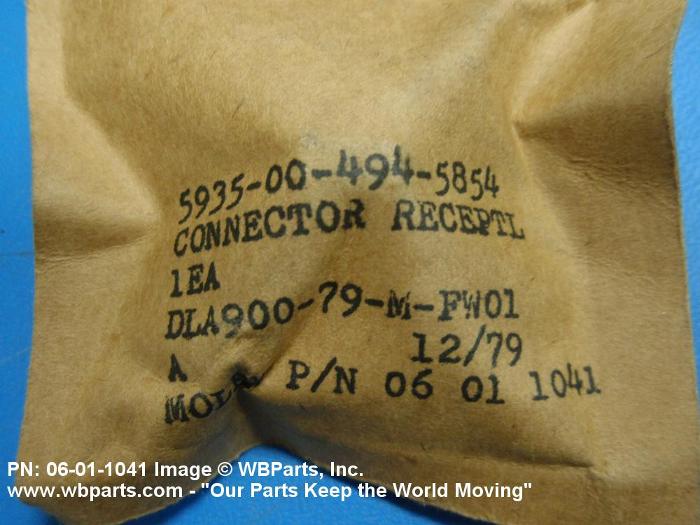 5935-00-494-5854
CONNECTOR RECEPTL
1EA
DLA900-79-M-FW01
A 12/79
P/N 06 01 1041
PN: 06-01-1041 Image © WBParts, Inc.
www.wbparts.com - "Our Parts Keep the World Moving"